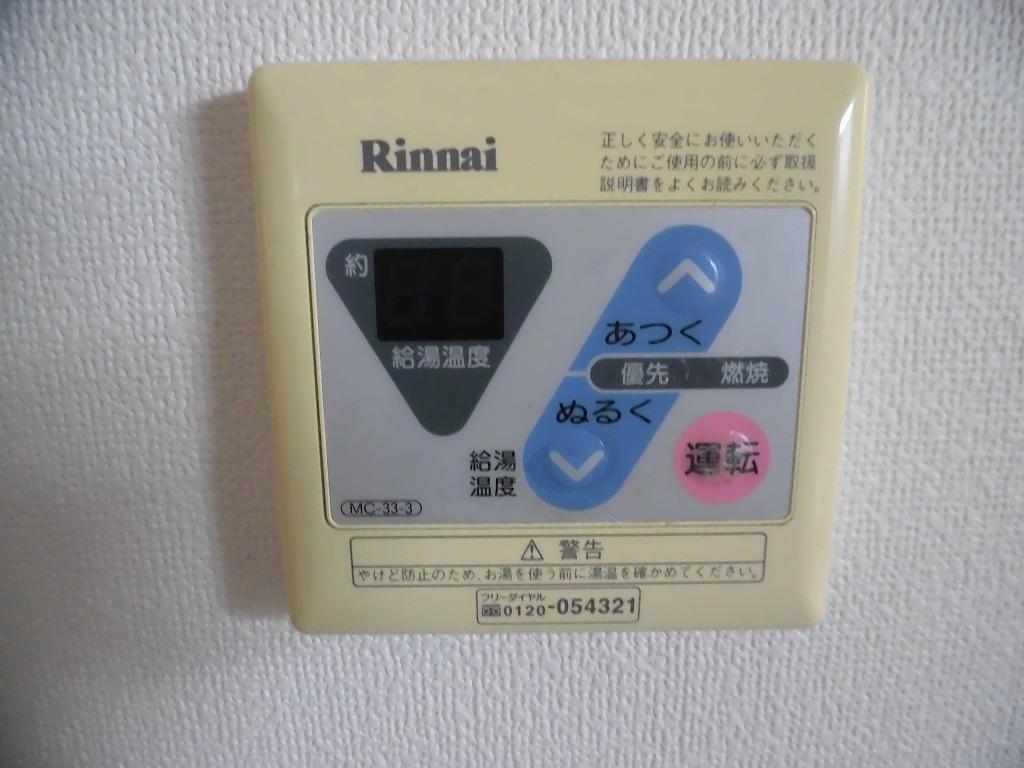 Rinnai
正しく安全にお使いいただく
ためにご使用の前に必ず取扱
説明書をよくお読みください。
約
給湯温度
あつく
優先 燃焼
ぬるく
給湯
温度
運転
MC-33-3
⚠ 警告
やけど防止のため、お湯を使う前に湯温を確かめてください。
フリーダイヤル
0120-054321